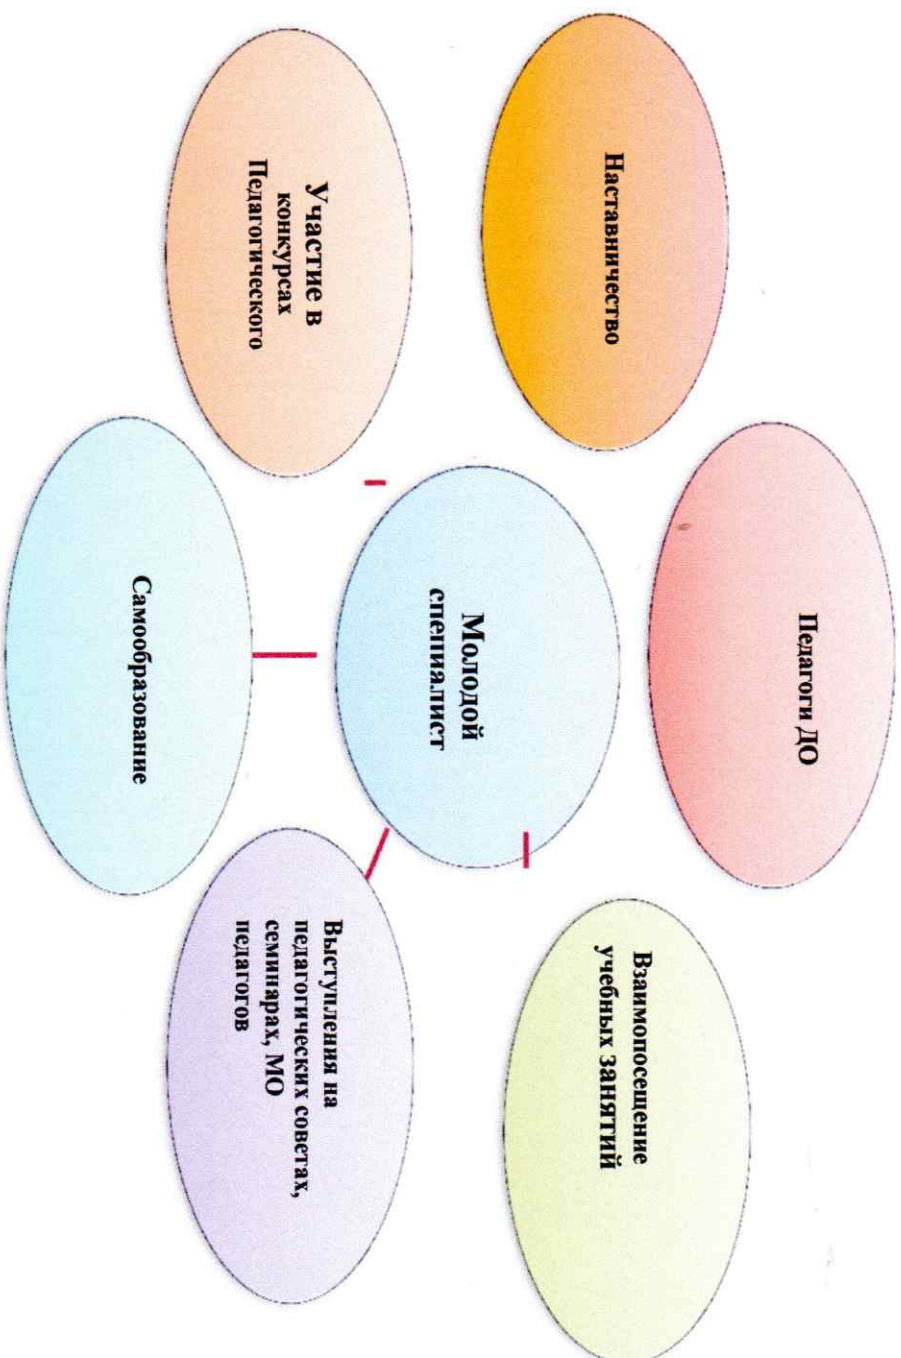 Педагоги ДО
Наставничество
Взаимопосещение
учебных занятий
Молодой
специалист
Участие в
конкурсах
Педагогического
Выступления на
педагогических советах,
семинарах, МО
педагогов
Самообразование